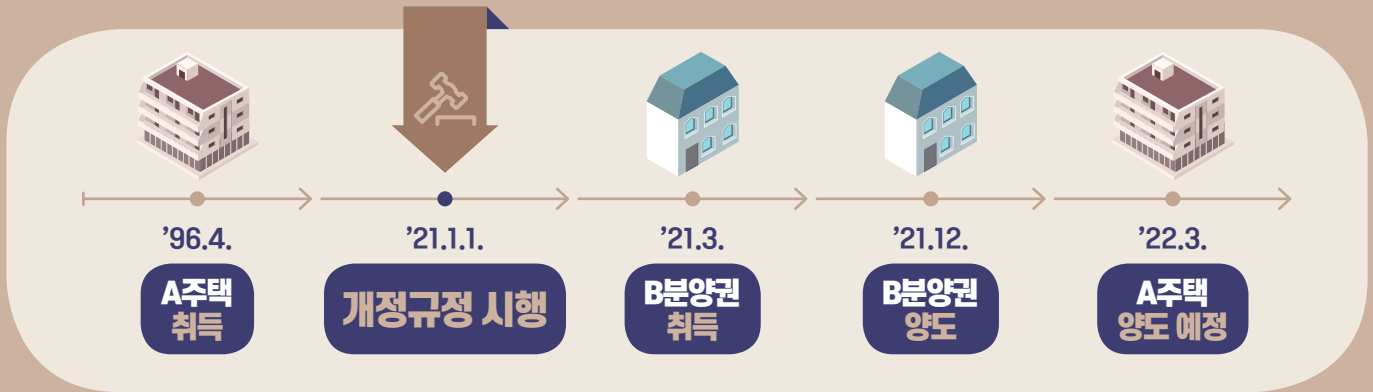 ’96.4.
A주택
취득
’21.1.1.
개정규정 시행
’21.3.
B분양권
취득
’21.12.
B분양권
양도
’22.3.
A주택
양도 예정